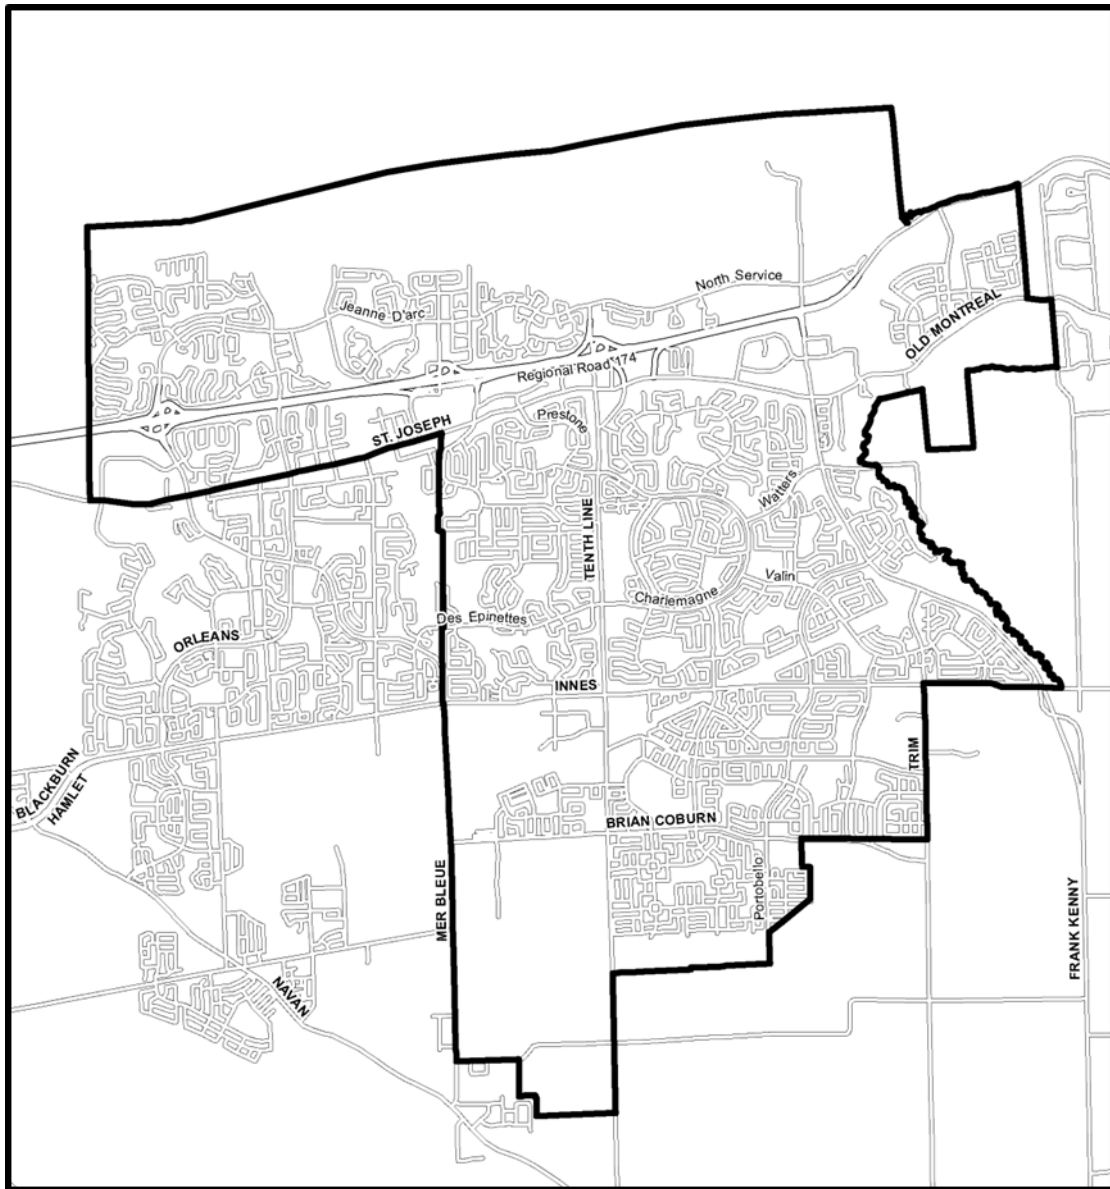 North Service
Jeanne D'arc
OLD MONTREAL
Regional Road 174
Prestone
ST. JOSEPH
Watters
TENTH LINE
Valin
Charlemagne
Des Epinettes
ORLEANS
INNES
BLACKBURN
HAMLET
TRIM
BRIAN COBURN
Portobello
MER BLEUE
FRANK KENNY
NAVAN